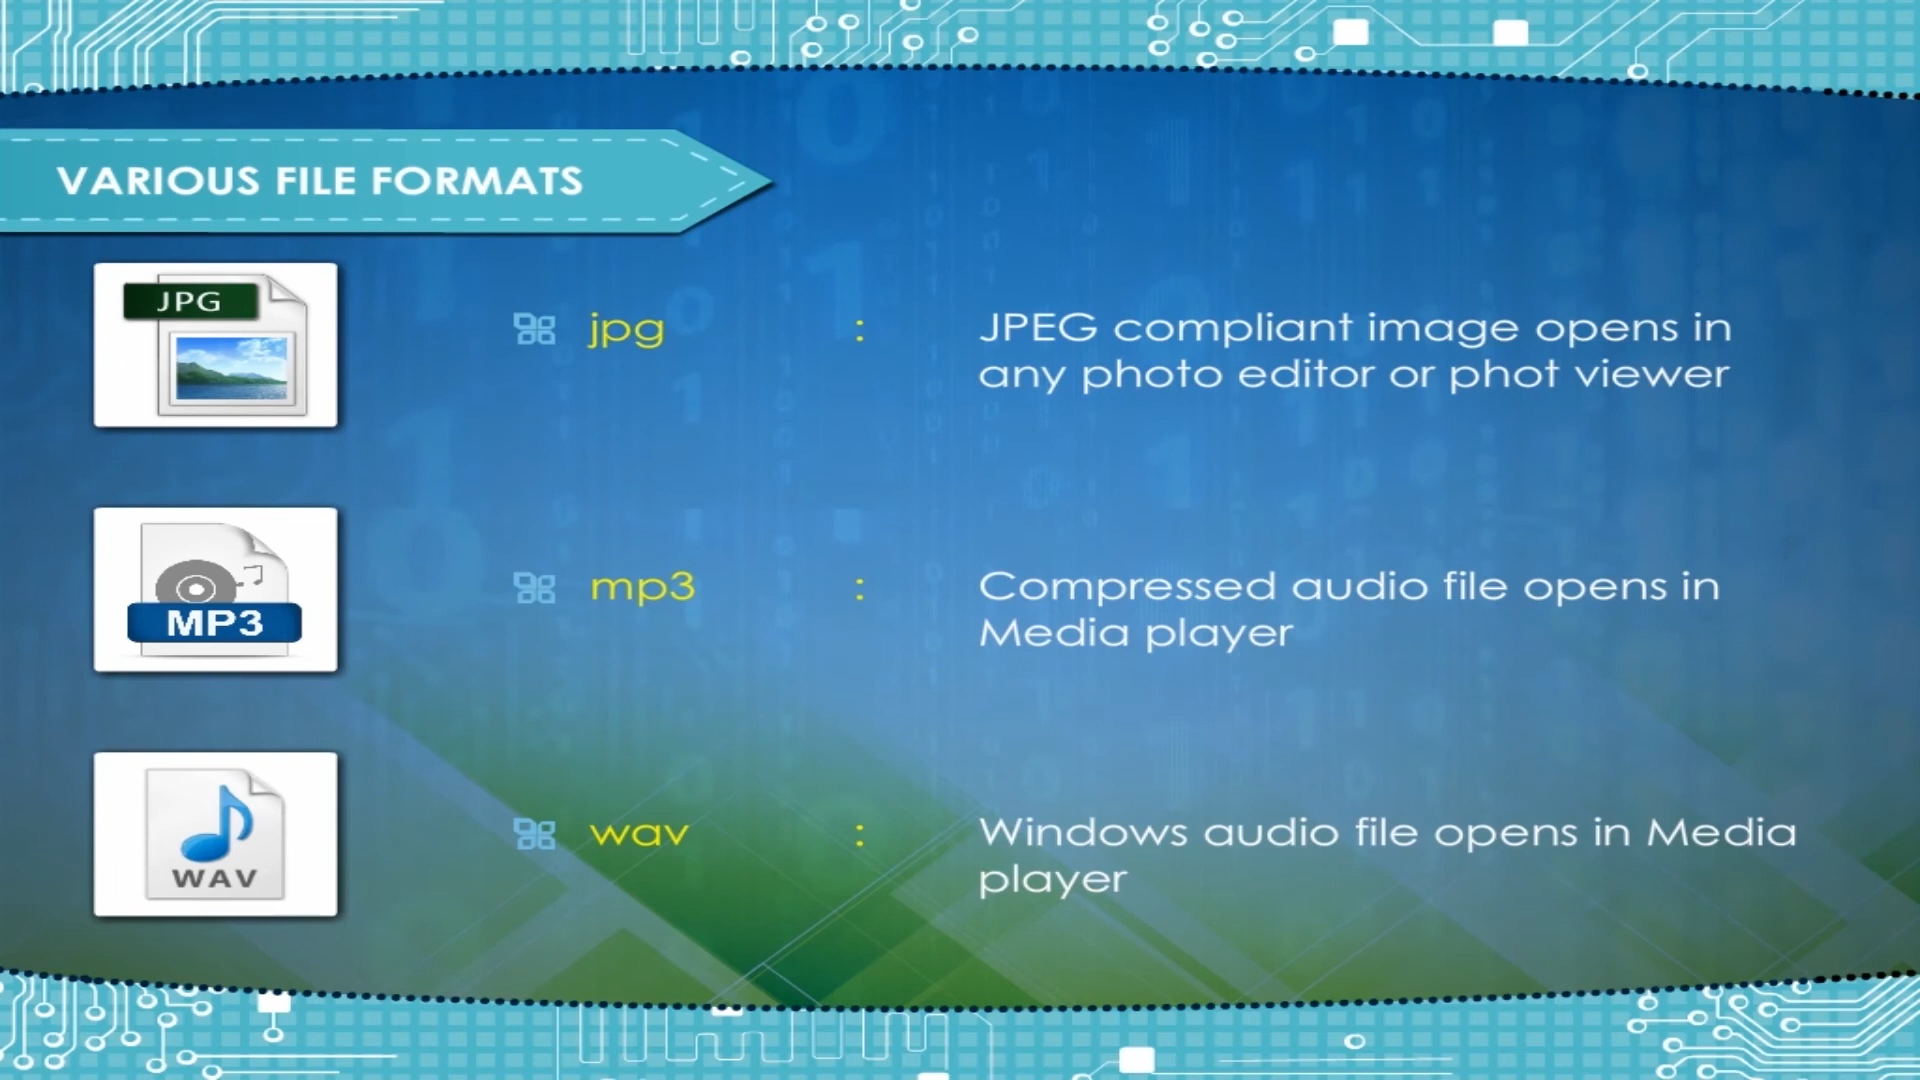 VARIOUS FILE FORMATS
JPG
jpg : JPEG compliant image opens in
any photo editor or phot viewer
MP3
mp3 : Compressed audio file opens in
Media player
WAV
wav : Windows audio file opens in Media
player